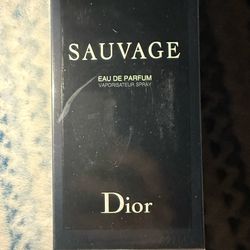 SAUVAGE
EAU DE PARFUM
VAPORISATEUR SPRAY
Dior